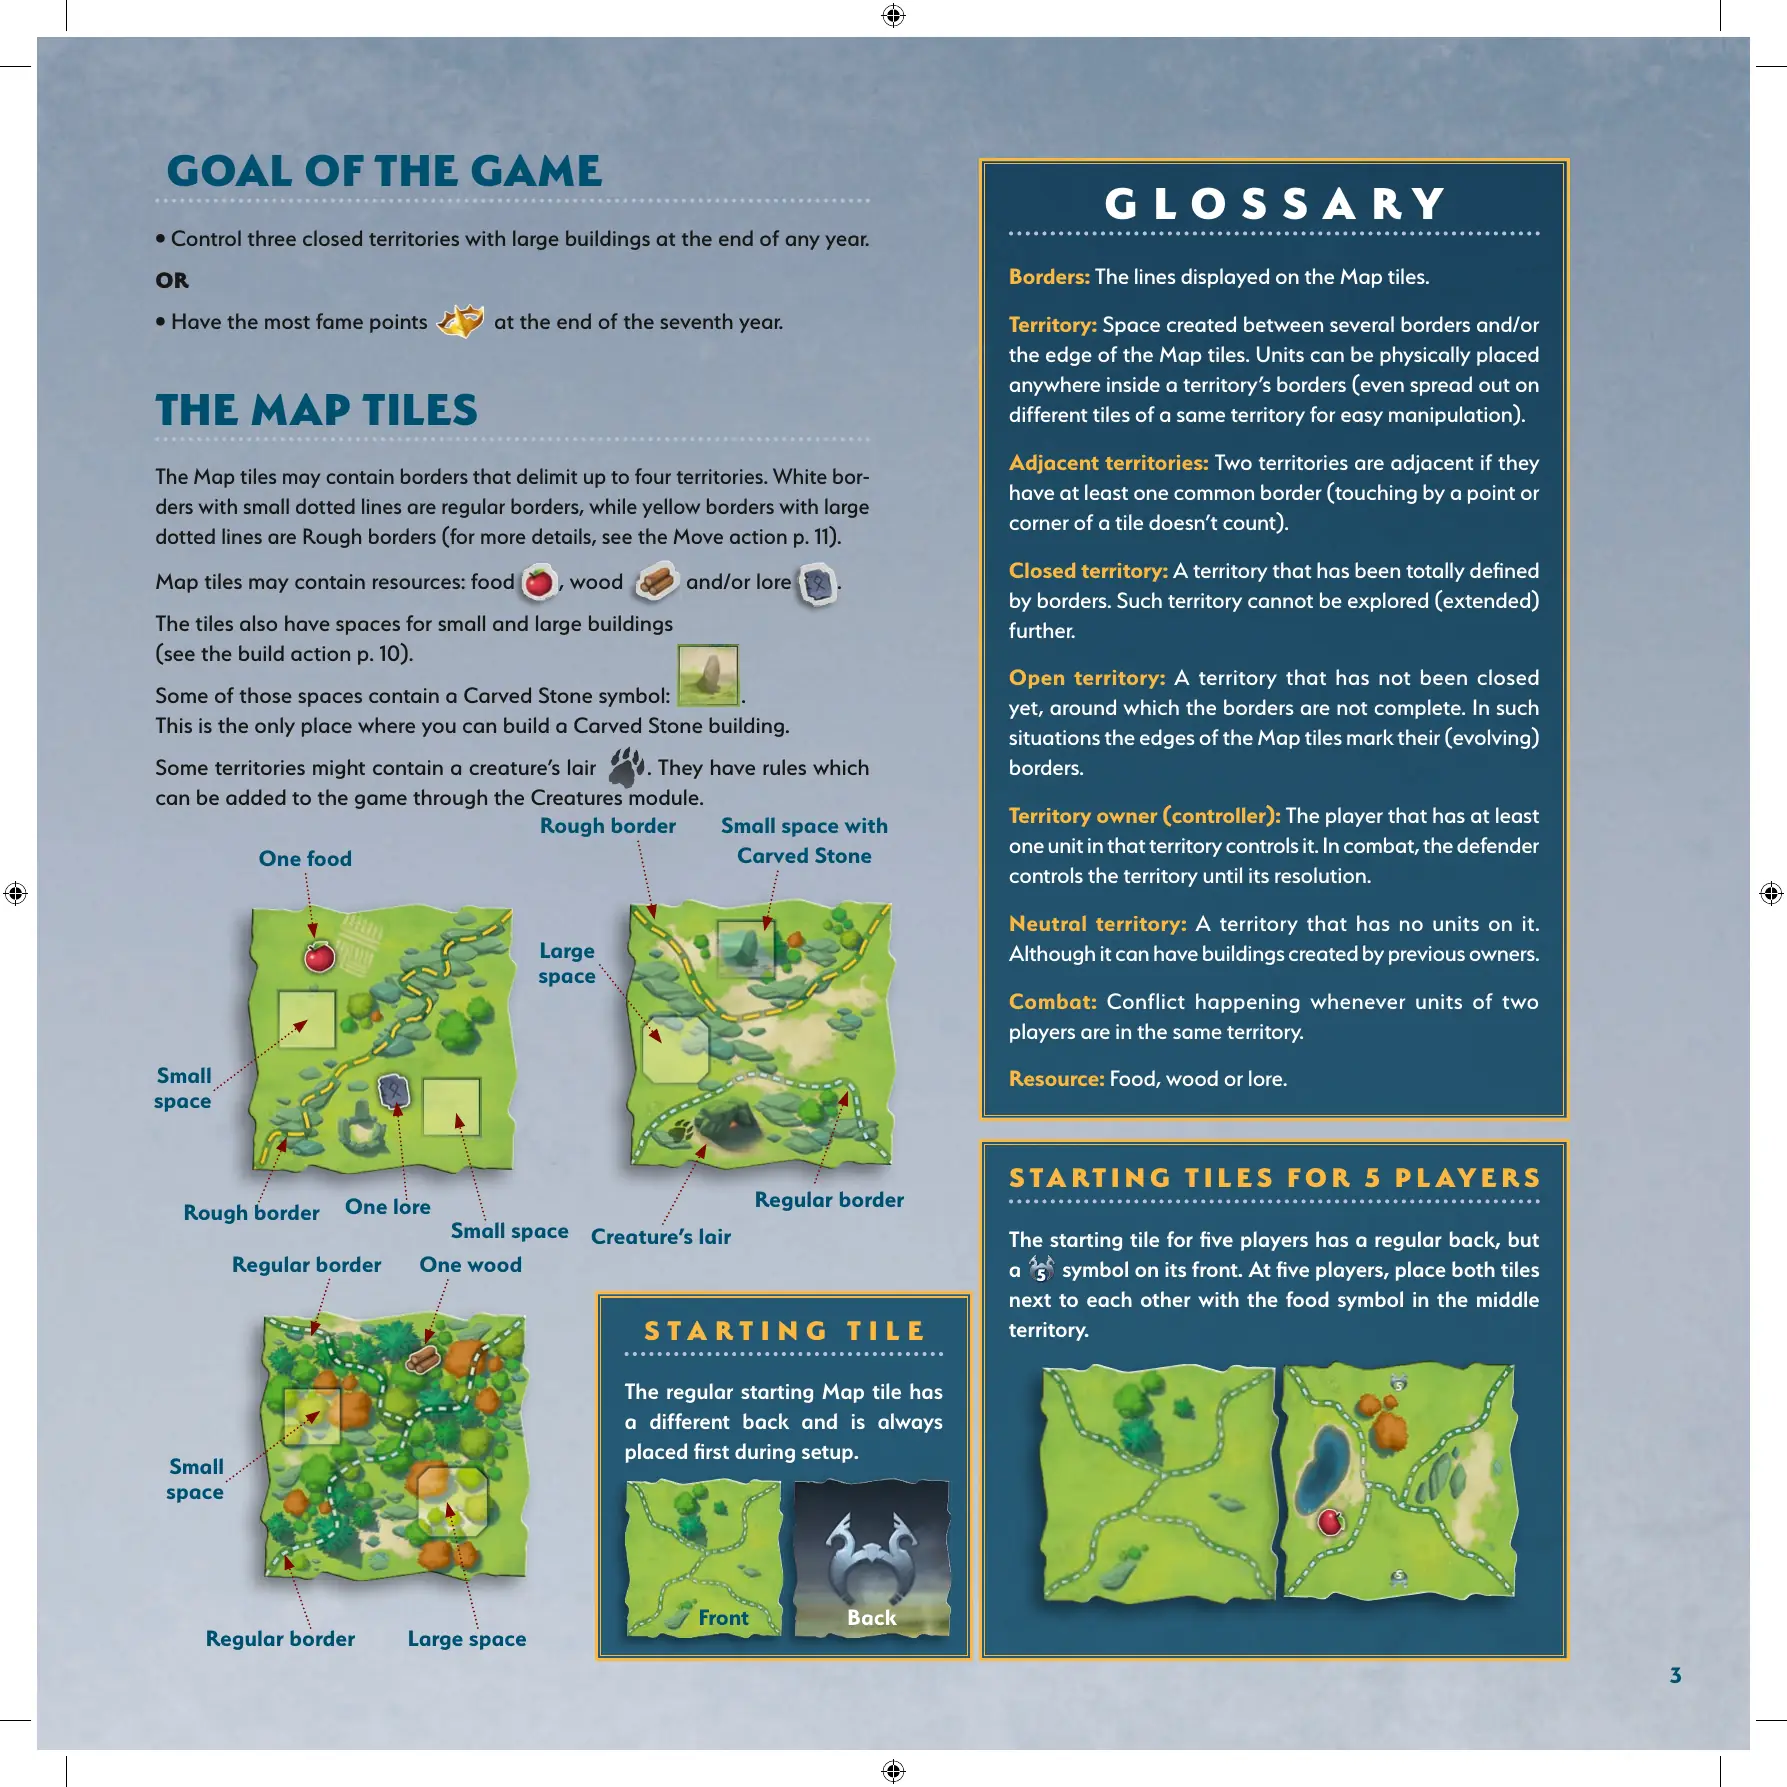 GOAL OF THE GAME
• Control three closed territories with large buildings at the end of any year.
OR
• Have the most fame points at the end of the seventh year.
THE MAP TILES
The Map tiles may contain borders that delimit up to four territories. White bor-
ders with small dotted lines are regular borders, while yellow borders with large
dotted lines are Rough borders (for more details, see the Move action p. 11).
Map tiles may contain resources: food , wood and/or lore .
The tiles also have spaces for small and large buildings
(see the build action p. 10).
Some of those spaces contain a Carved Stone symbol: .
This is the only place where you can build a Carved Stone building.
Some territories might contain a creature's lair . They have rules which
can be added to the game through the Creatures module.
One food
Small
space
Rough border
One lore
Small space
Rough border
Small space with
Carved Stone
Large
space
Creature's lair
Regular border
Regular border
One wood
Small
space
Regular border
Large space
STARTING TILE
The regular starting Map tile has
a different back and is always
placed first during setup.
Front
Back
GLOSSARY
Borders: The lines displayed on the Map tiles.
Territory: Space created between several borders and/or
the edge of the Map tiles. Units can be physically placed
anywhere inside a territory's borders (even spread out on
different tiles of a same territory for easy manipulation).
Adjacent territories: Two territories are adjacent if they
have at least one common border (touching by a point or
corner of a tile doesn't count).
Closed territory: A territory that has been totally defined
by borders. Such territory cannot be explored (extended)
further.
Open territory: A territory that has not been closed
yet, around which the borders are not complete. In such
situations the edges of the Map tiles mark their (evolving)
borders.
Territory owner (controller): The player that has at least
one unit in that territory controls it. In combat, the defender
controls the territory until its resolution.
Neutral territory: A territory that has no units on it.
Although it can have buildings created by previous owners.
Combat: Conflict happening whenever units of two
players are in the same territory.
Resource: Food, wood or lore.
STARTING TILES FOR 5 PLAYERS
The starting tile for five players has a regular back, but
a 5 symbol on its front. At five players, place both tiles
next to each other with the food symbol in the middle
territory.
5
5
3